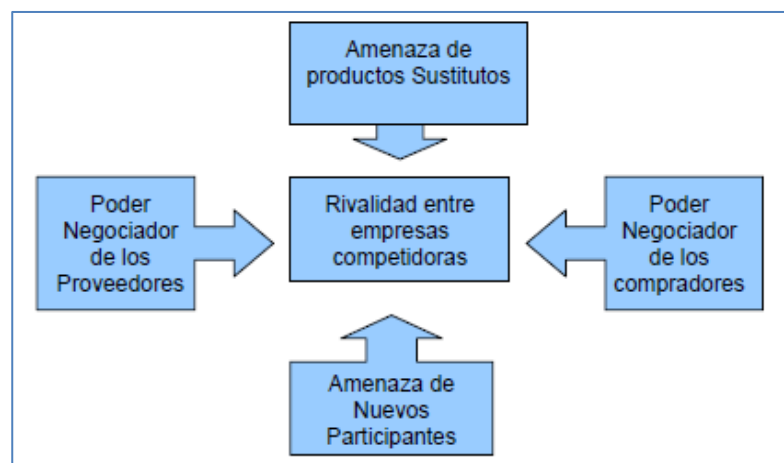 Amenaza de
productos Sustitutos
Poder
Negociador
de los
Proveedores
Rivalidad entre
empresas
competidoras
Poder
Negociador
de los
compradores
Amenaza de
Nuevos
Participantes